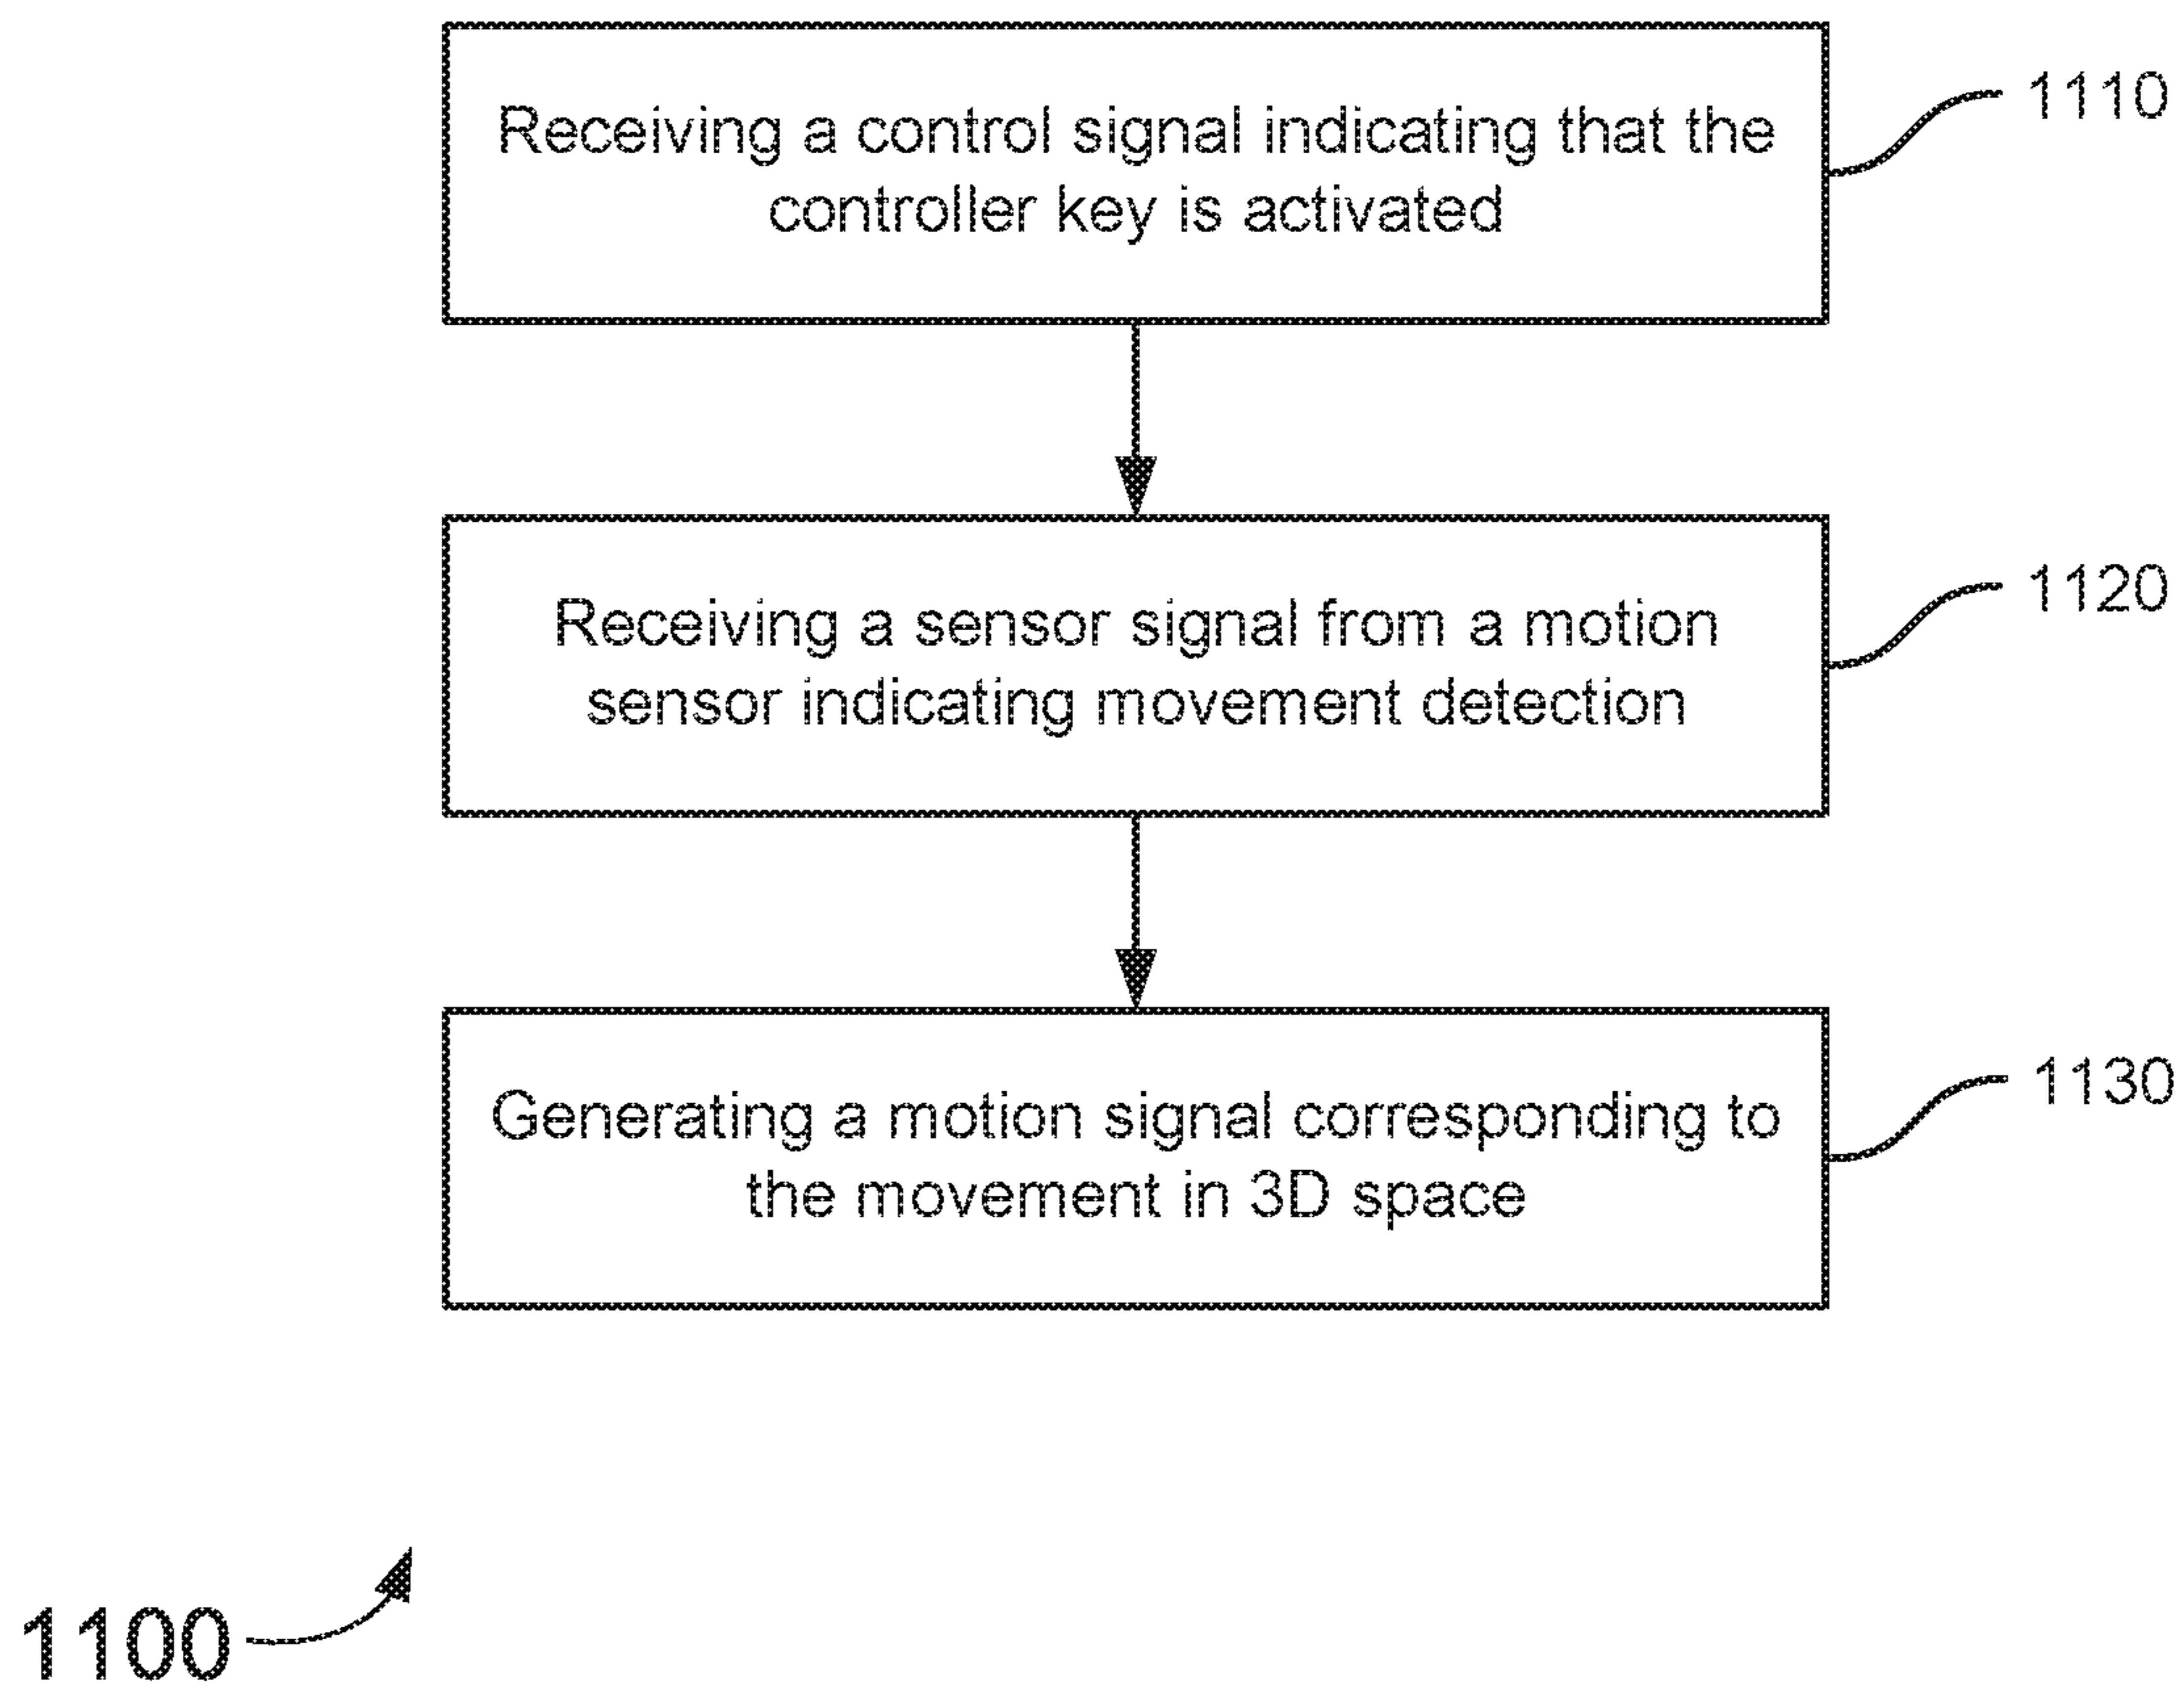 Receiving a control signal indicating that the
controller key is activated
1110
Receiving a sensor signal from a motion
sensor indicating movement detection
1120
Generating a motion signal corresponding to
the movement in 3D space
1130
1100